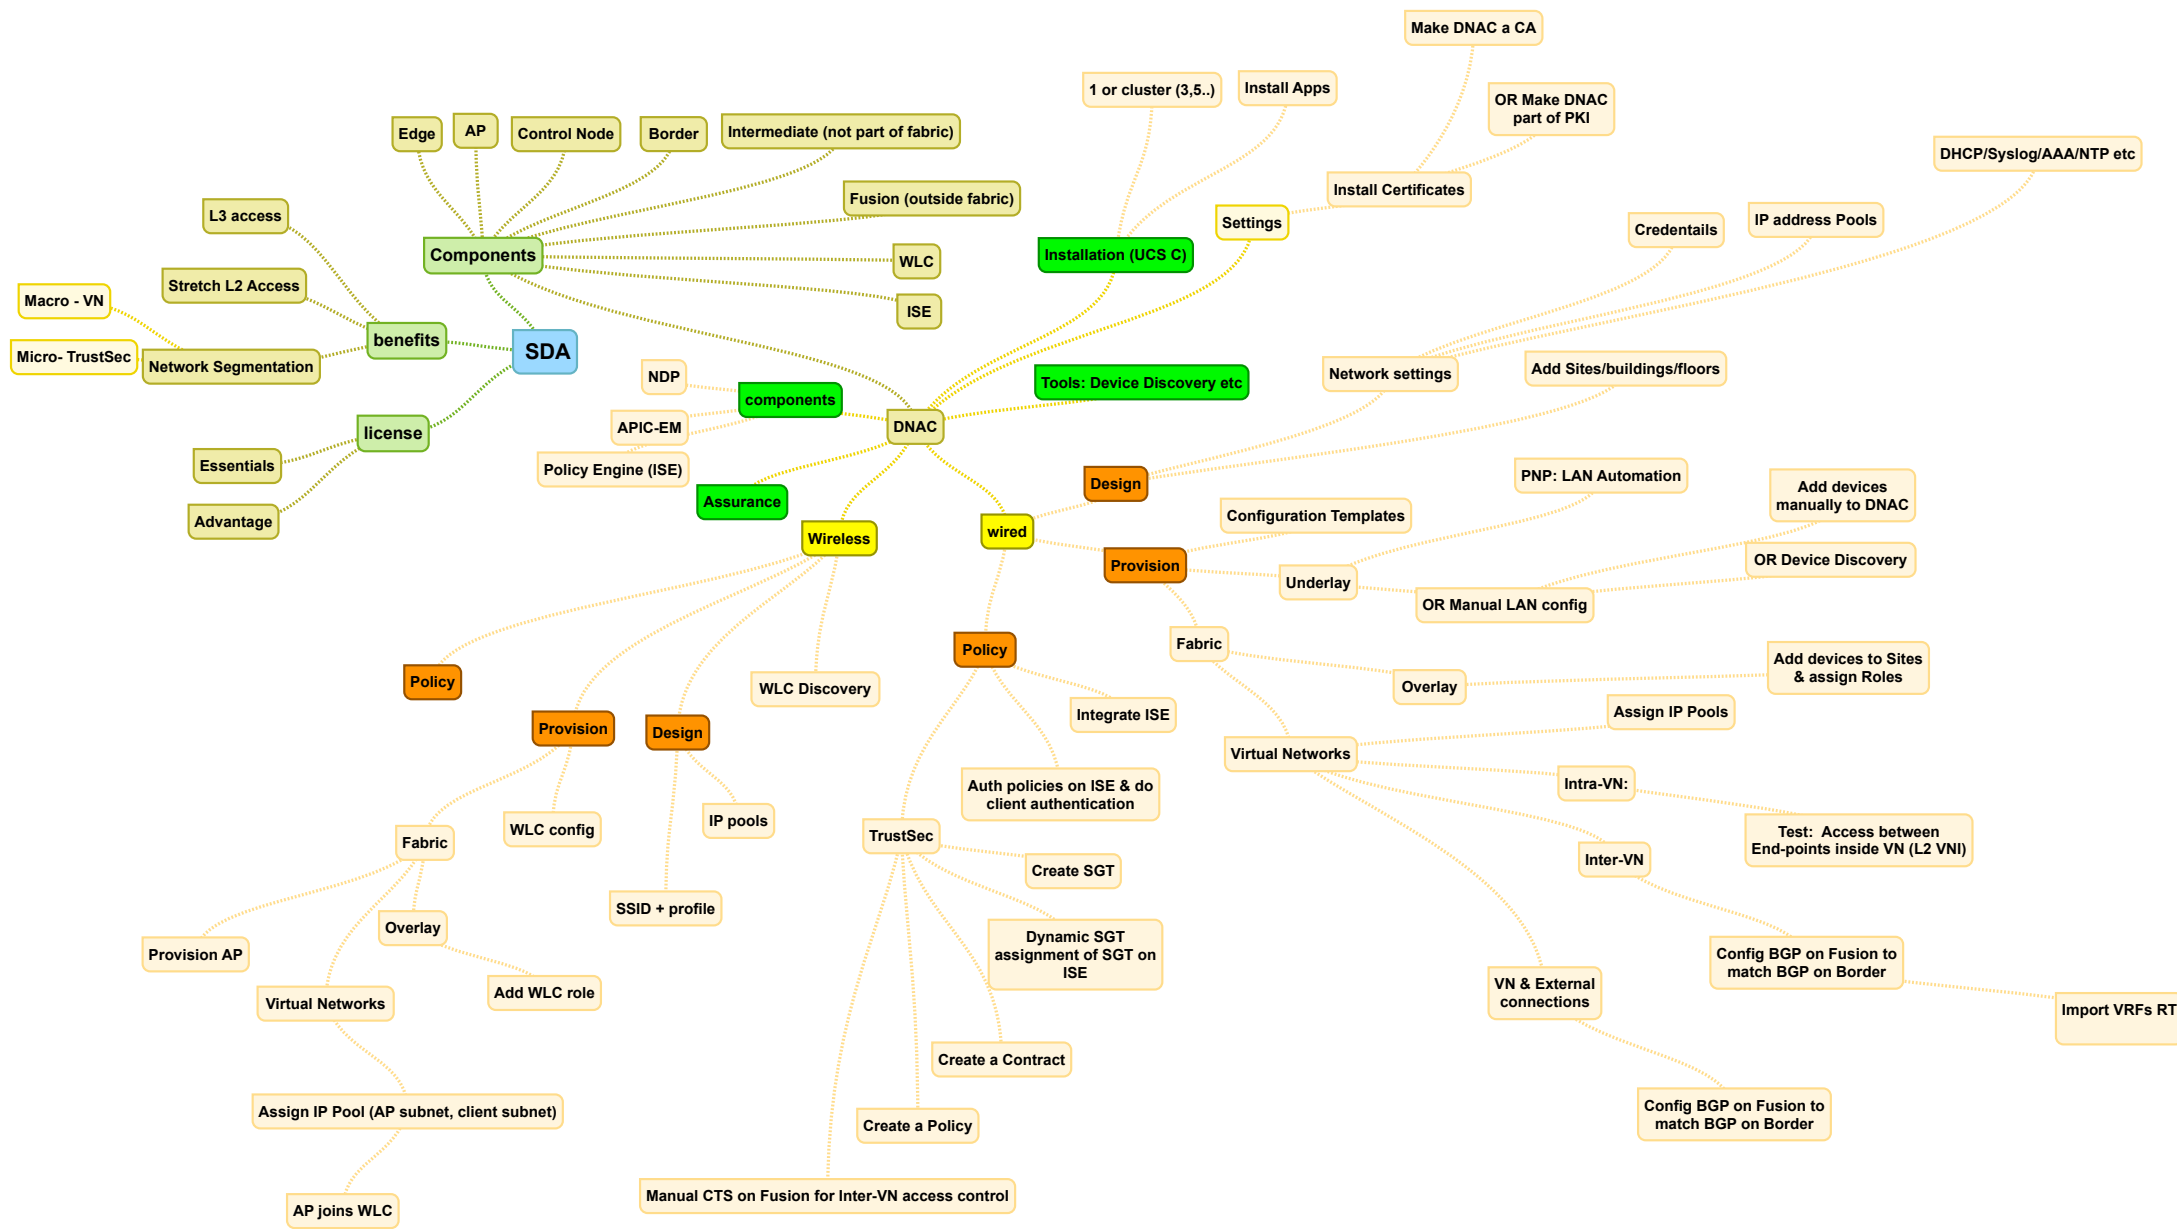 Make DNAC a CA
1 or cluster (3,5..)
Install Apps
OR Make DNAC
part of PKI
Edge
AP
Control Node
Border
Intermediate (not part of fabric)
DHCP/Syslog/AAA/NTP etc
Install Certificates
Fusion (outside fabric)
L3 access
Settings
IP address Pools
Credentails
Components
Installation (UCS C)
WLC
Stretch L2 Access
Macro - VN
ISE
benefits
SDA
Micro- TrustSec
Network Segmentation
NDP
Tools: Device Discovery etc
Network settings
Add Sites/buildings/floors
components
APIC-EM
DNAC
license
Essentials
Policy Engine (ISE)
Design
PNP: LAN Automation
Add devices
manually to DNAC
Assurance
Advantage
Configuration Templates
Wireless
wired
Provision
OR Device Discovery
Underlay
OR Manual LAN config
Policy
Fabric
Policy
WLC Discovery
Overlay
Add devices to Sites
& assign Roles
Integrate ISE
Assign IP Pools
Provision
Design
Virtual Networks
Auth policies on ISE & do
client authentication
Intra-VN:
IP pools
WLC config
Fabric
TrustSec
Test:  Access between
End-points inside VN (L2 VNI)
Inter-VN
Create SGT
SSID + profile
Overlay
Dynamic SGT
assignment of SGT on
ISE
Provision AP
Config BGP on Fusion to
match BGP on Border
VN & External
connections
Add WLC role
Virtual Networks
Import VRFs RT
Create a Contract
Assign IP Pool (AP subnet, client subnet)
Create a Policy
Config BGP on Fusion to
match BGP on Border
Manual CTS on Fusion for Inter-VN access control
AP joins WLC